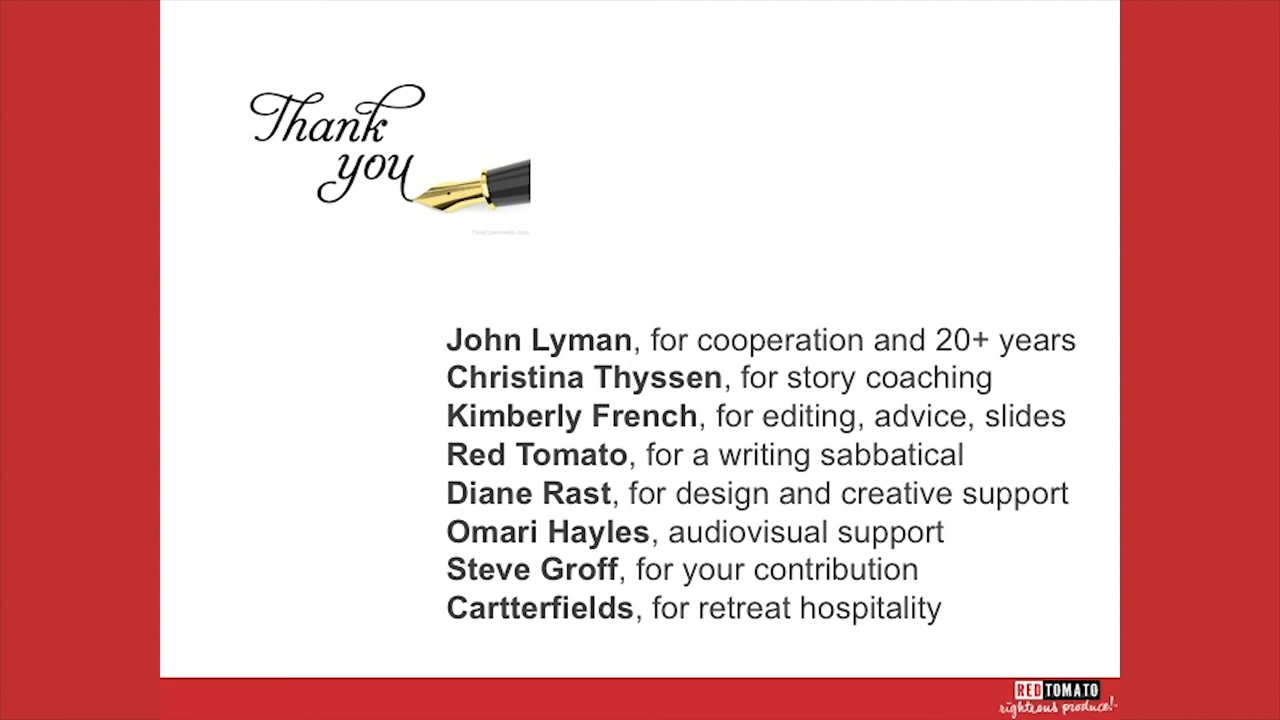 Thank
you
John Lyman, for cooperation and 20+ years
Christina Thyssen, for story coaching
Kimberly French, for editing, advice, slides
Red Tomato, for a writing sabbatical
Diane Rast, for design and creative support
Omari Hayles, audiovisual support
Steve Groff, for your contribution
Cartterfields, for retreat hospitality
RED TOMATO
righteous produce!